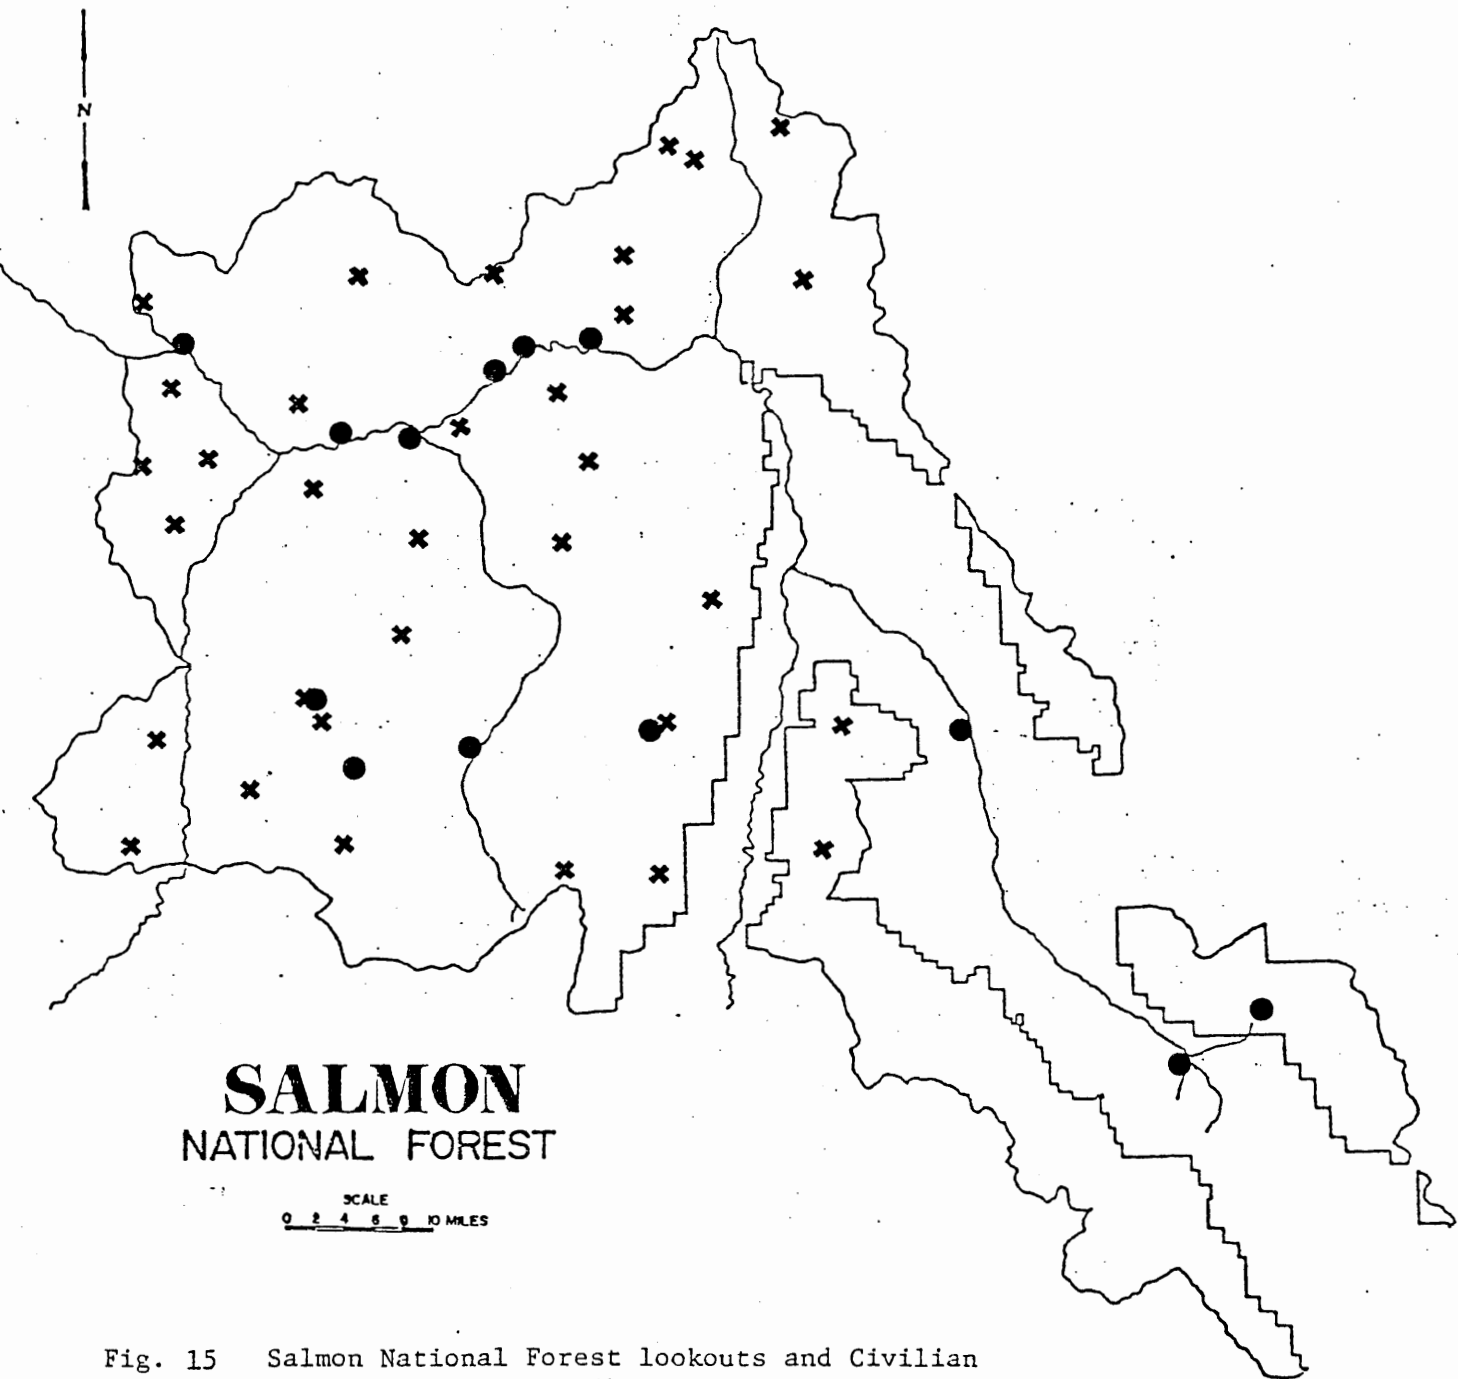 N
SALMON
NATIONAL FOREST
SCALE
0 2 4 6 8 10 MILES
Fig. 15 Salmon National Forest lookouts and Civilian